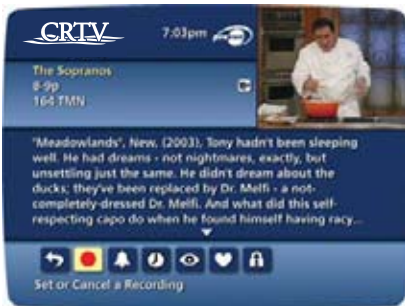 CRTV
7:03pm
The Sopranos
8-9p
164 TMN
"Meadowlands", New, (2003), Tony hadn't been sleeping
well. He had dreams - not nightmares, exactly, but
unsettling just the same. He didn't dream about the
ducks; they've been replaced by Dr. Melfi - a not-
completely-dressed Dr. Melfi. And what did this self-
respecting capo do when he found himself having racy...
Set or Cancel a Recording